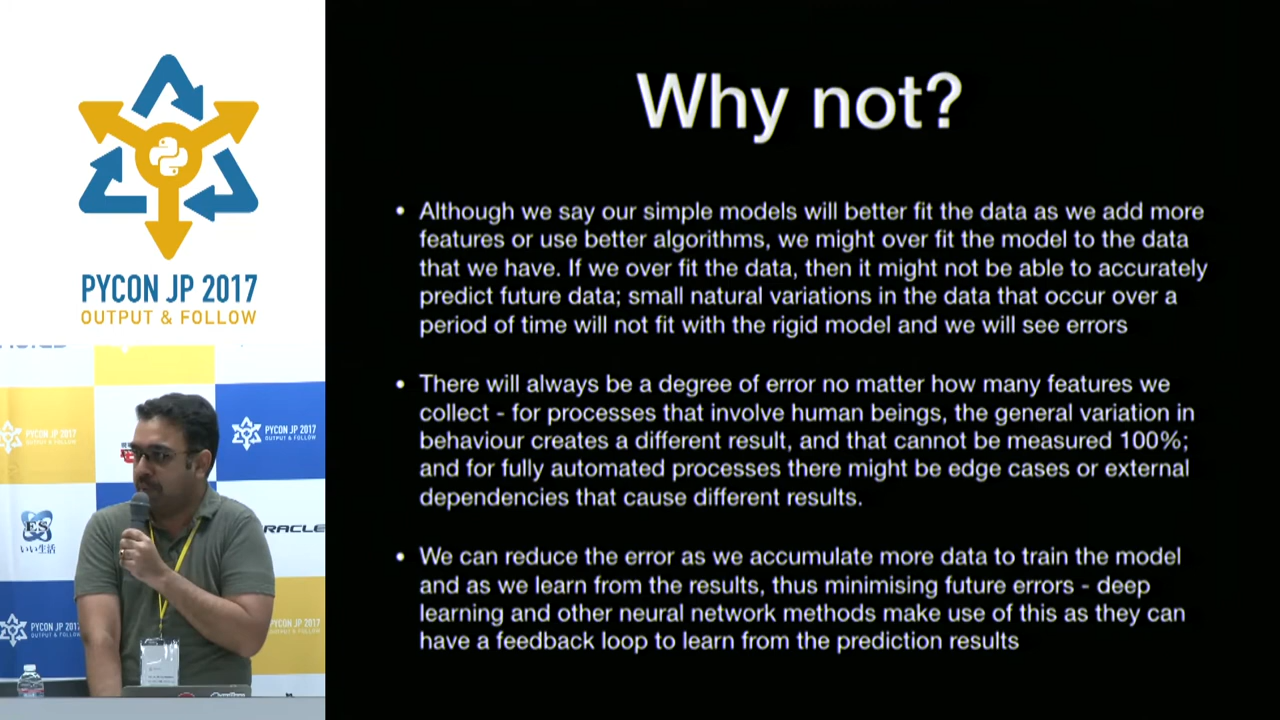 PYCON JP 2017
OUTPUT & FOLLOW
Why not?
• Although we say our simple models will better fit the data as we add more
features or use better algorithms, we might over fit the model to the data
that we have. If we over fit the data, then it might not be able to accurately
predict future data; small natural variations in the data that occur over a
period of time will not fit with the rigid model and we will see errors
• There will always be a degree of error no matter how many features we
collect - for processes that involve human beings, the general variation in
behaviour creates a different result, and that cannot be measured 100%;
and for fully automated processes there might be edge cases or external
dependencies that cause different results.
• We can reduce the error as we accumulate more data to train the model
and as we learn from the results, thus minimising future errors - deep
learning and other neural network methods make use of this as they can
have a feedback loop to learn from the prediction results
PYCON JP 2017
OUTPUT & FOLLOW
PYCON JP 2017
OUTPUT & FOLLOW
ES
いい生活
RACLE
PYCON JP 2017
OUTPUT & FOLLOW
PYCON JP 2017
OUTPUT & FOLLOW